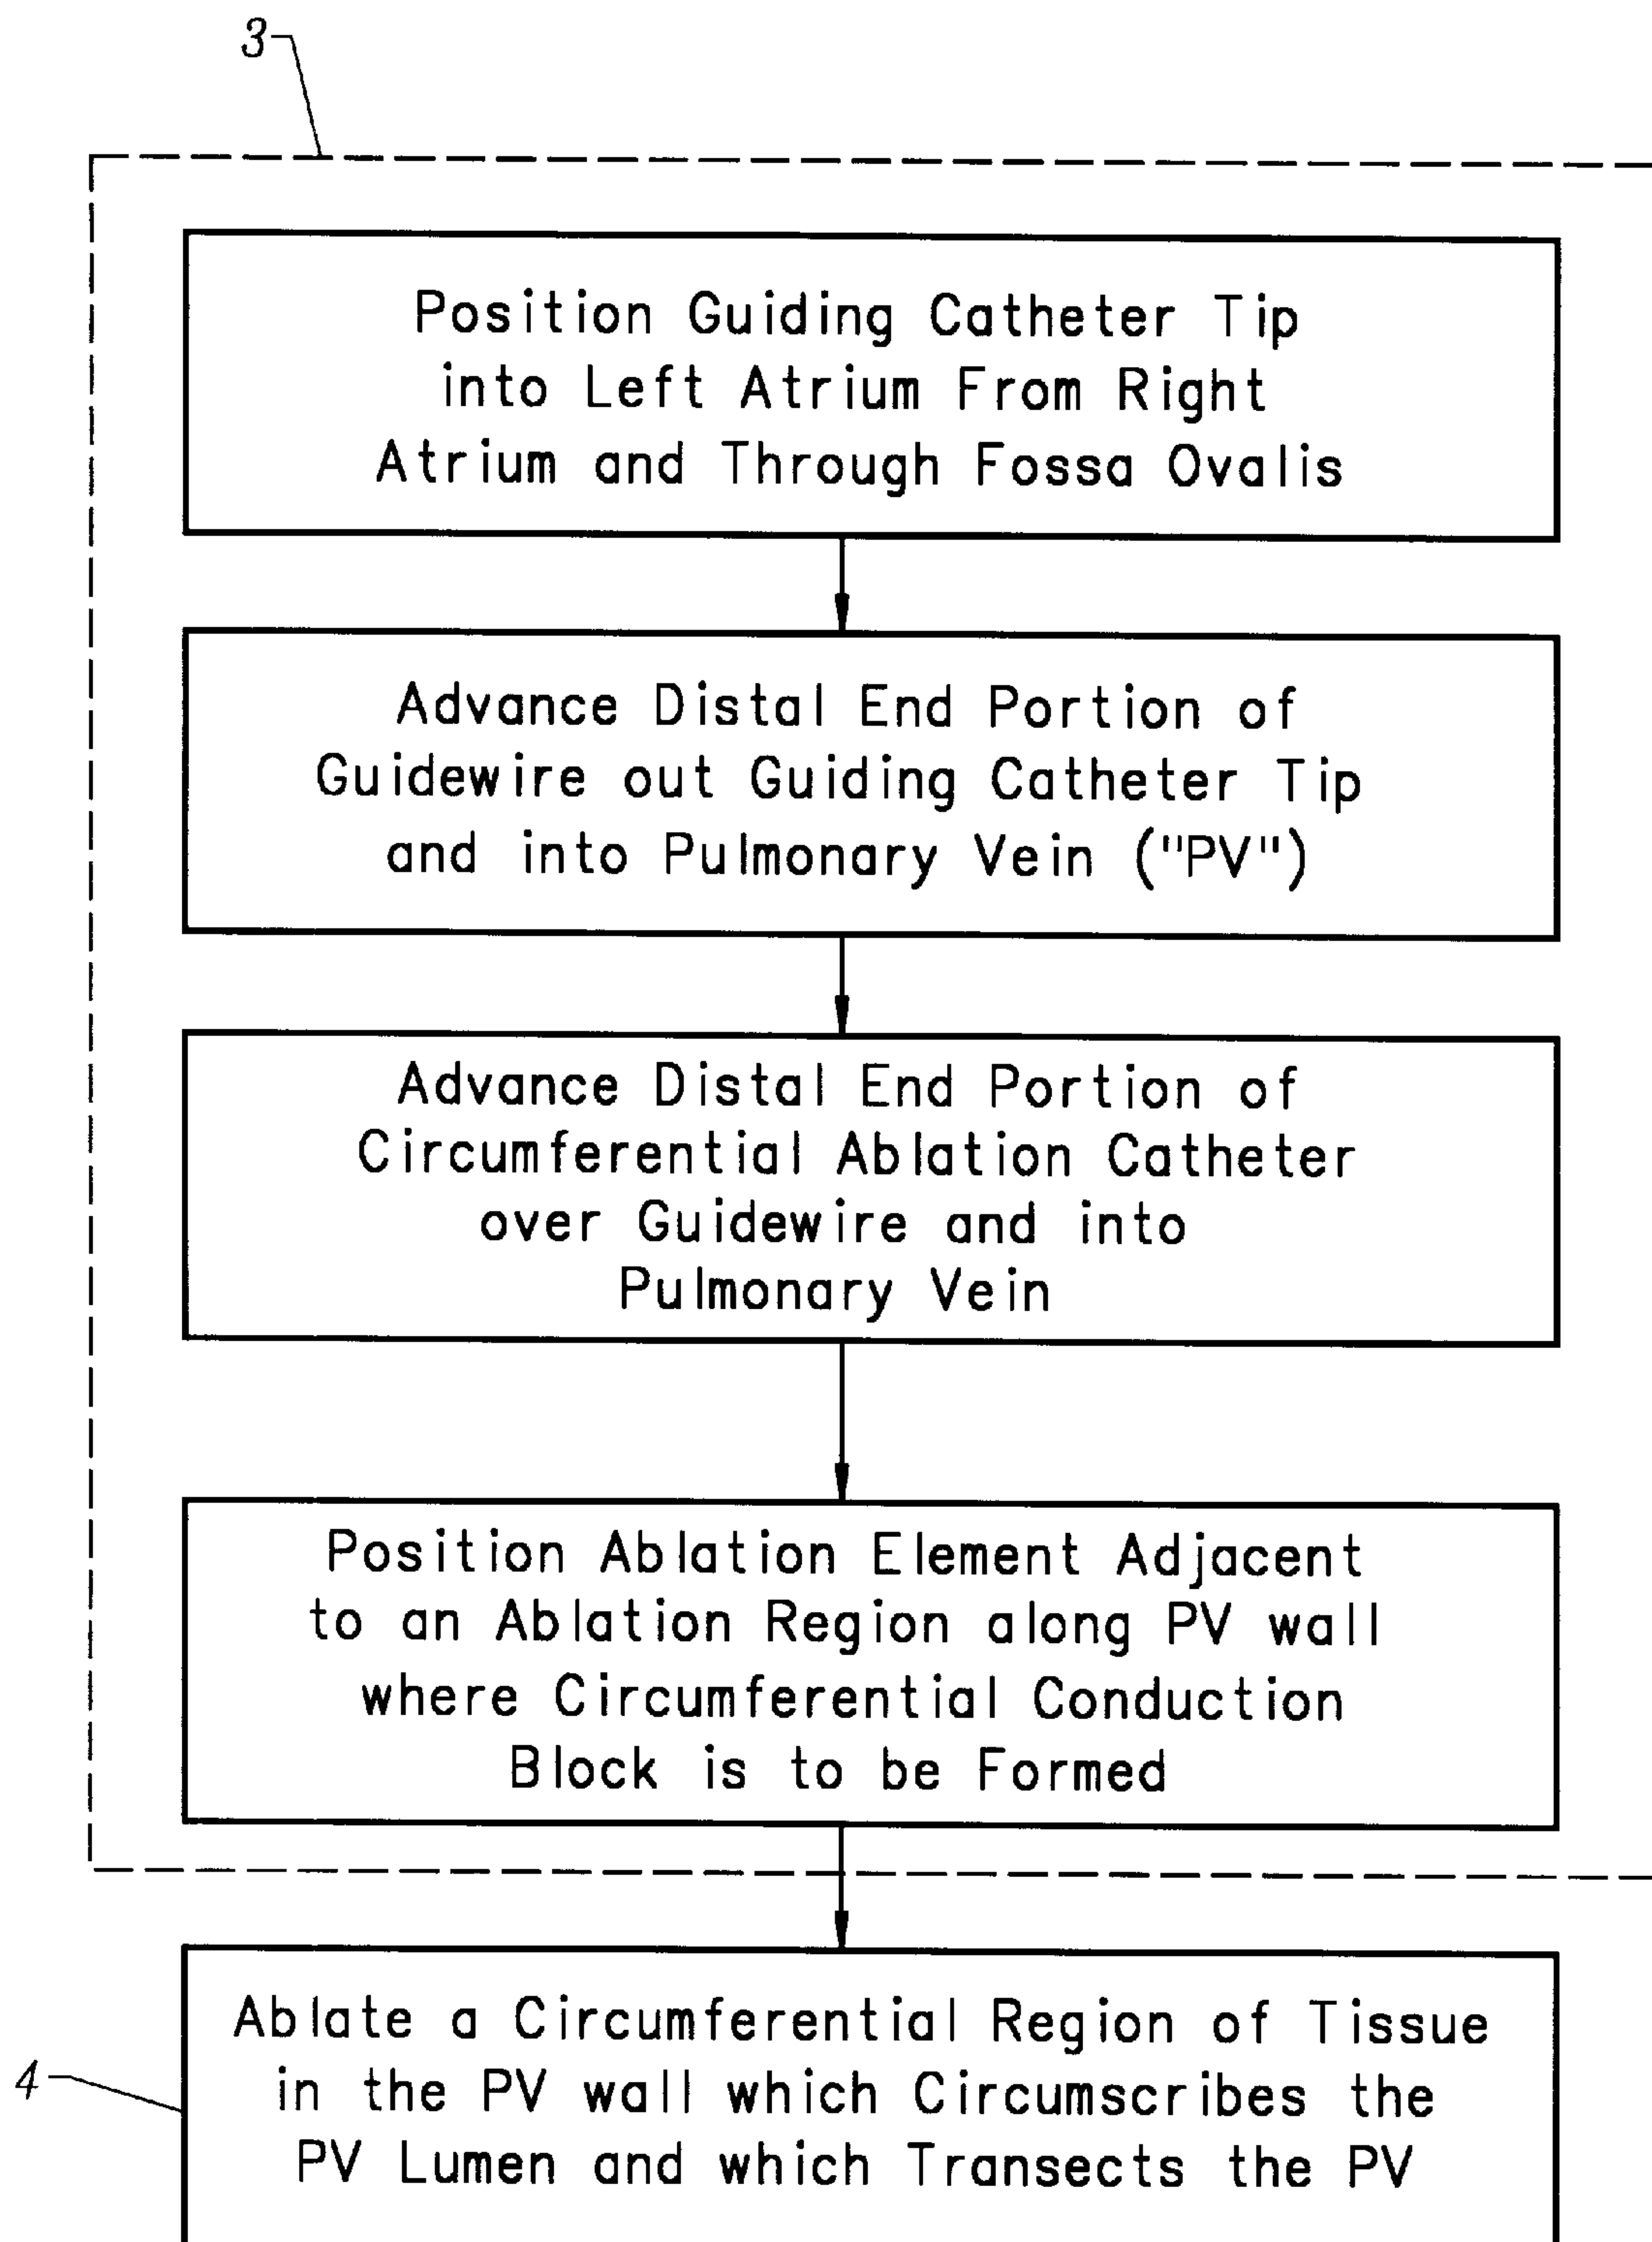 3
Position Guiding Catheter Tip
into Left Atrium From Right
Atrium and Through Fossa Ovalis
Advance Distal End Portion of
Guidewire out Guiding Catheter Tip
and into Pulmonary Vein ("PV")
Advance Distal End Portion of
Circumferential Ablation Catheter
over Guidewire and into
Pulmonary Vein
Position Ablation Element Adjacent
to an Ablation Region along PV wall
where Circumferential Conduction
Block is to be Formed
4
Ablate a Circumferential Region of Tissue
in the PV wall which Circumscribes the
PV Lumen and which Transects the PV